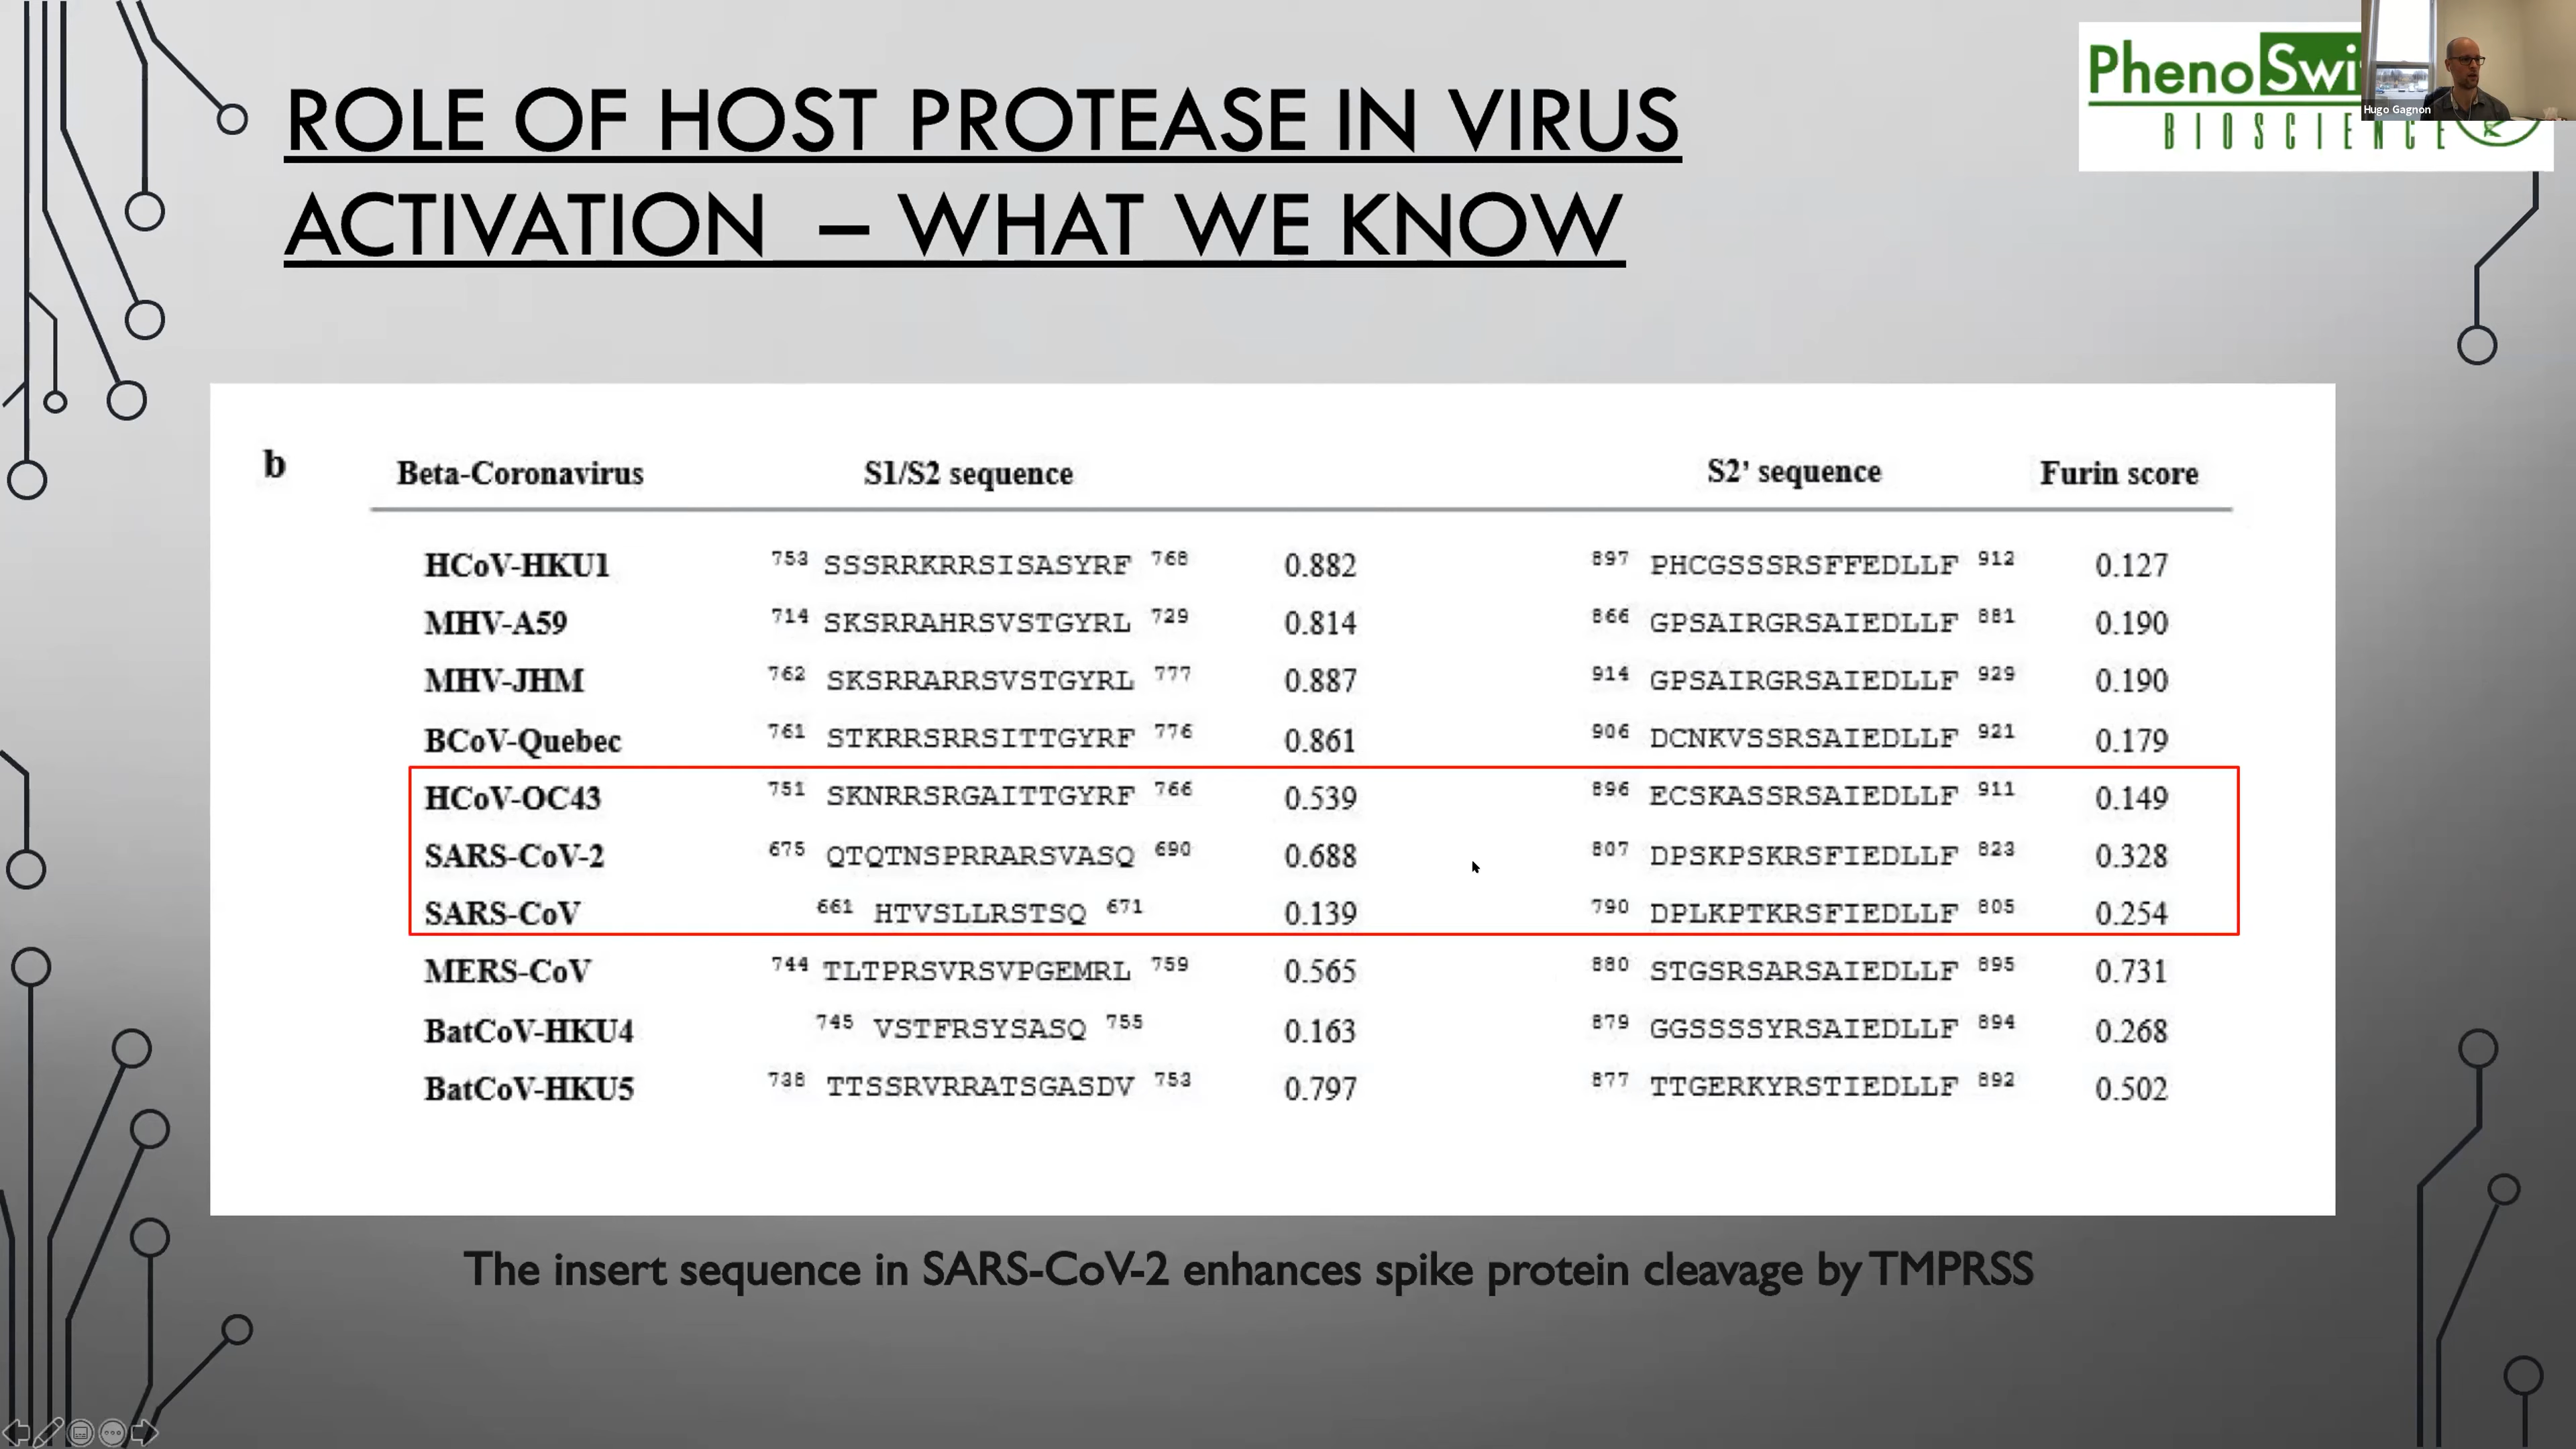 ROLE OF HOST PROTEASE IN VIRUS
ACTIVATION – WHAT WE KNOW
PhenoSwi
BIOSCIENCE
Hugo Gagnon
b Beta-Coronavirus S1/S2 sequence S2’ sequence Furin score
HCoV-HKU1 753 SSSRRKRRSISASYRF 768 0.882 897 PHCGSSSRSFFEDLLF 912 0.127
MHV-A59 714 SKSRRAHRSVSTGYRL 729 0.814 866 GPSAIRGRSAIEDLLF 881 0.190
MHV-JHM 762 SKSRRARRSVSTGYRL 777 0.887 914 GPSAIRGRSAIEDLLF 929 0.190
BCoV-Quebec 761 STKRRSRRSITTGYRF 776 0.861 906 DCNKVSSRSAIEDLLF 921 0.179
HCoV-OC43 751 SKNRRSRGAITTGYRF 766 0.539 896 ECSKASSRSAIEDLLF 911 0.149
SARS-CoV-2 675 QTQTNSPRRARSVASQ 690 0.688 807 DPSKPSKRSFIEDLLF 823 0.328
SARS-CoV 661 HTVSLLRSTSQ 671 0.139 790 DPLKPTKRSFIEDLLF 805 0.254
MERS-CoV 744 TLTPRSVRSVPGEMRL 759 0.565 880 STGSRSARSAIEDLLF 895 0.731
BatCoV-HKU4 745 VSTFRSYSASQ 755 0.163 879 GGSSSSYRSAIEDLLF 894 0.268
BatCoV-HKU5 738 TTSSRVRRATSGASDV 753 0.797 877 TTGERKYRSTIEDLLF 892 0.502
The insert sequence in SARS-CoV-2 enhances spike protein cleavage by TMPRSS